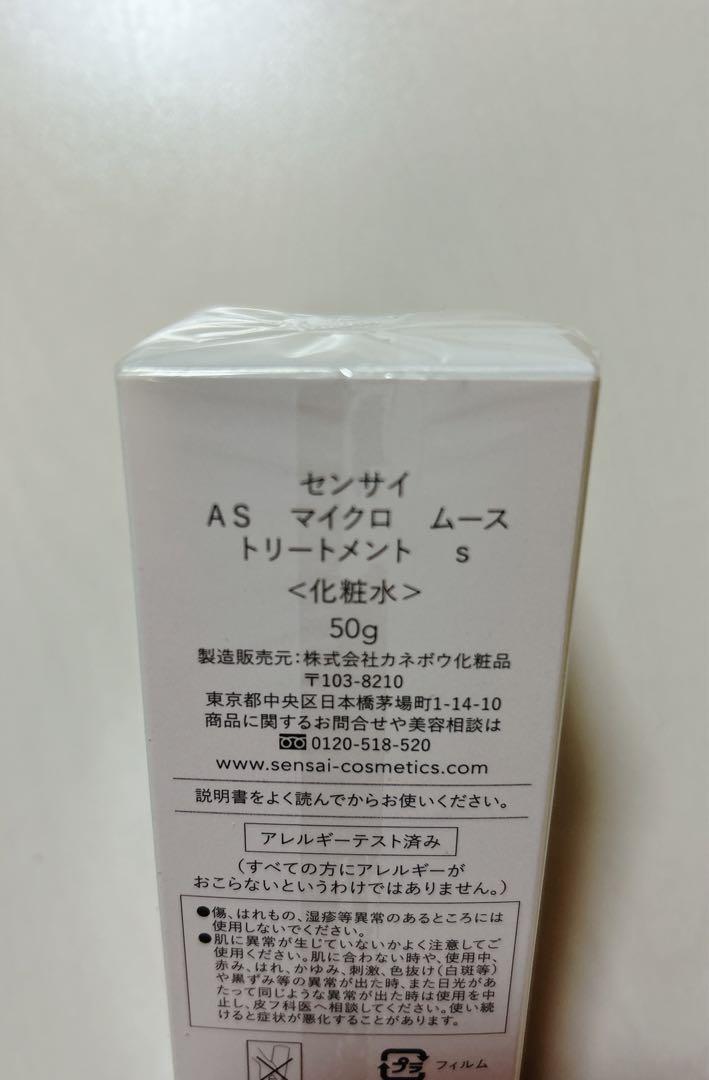 センサイ
AS マイクロ ムース
トリートメント s
<化粧水>
50g
製造販売元:株式会社カネボウ化粧品
〒103-8210
東京都中央区日本橋茅場町1-14-10
商品に関するお問合せや美容相談は
0120-518-520
www.sensai-cosmetics.com
説明書をよく読んでからお使いください。
アレルギーテスト済み
(すべての方にアレルギーが
おこらないというわけではありません。)
●傷、はれもの、湿疹等異常のあるところには
使用しないでください。
●肌に異常が生じていないかよく注意してご
使用ください。肌に合わない時や、使用中、
赤み、はれ、かゆみ、刺激、色抜け(白斑等)
や黒ずみ等の異常が出た時、また日光があ
たって同じような異常が出た時は使用を中
止し、皮フ科医へ相談してください。使い続
けると症状が悪化することがあります。
プラ フィルム